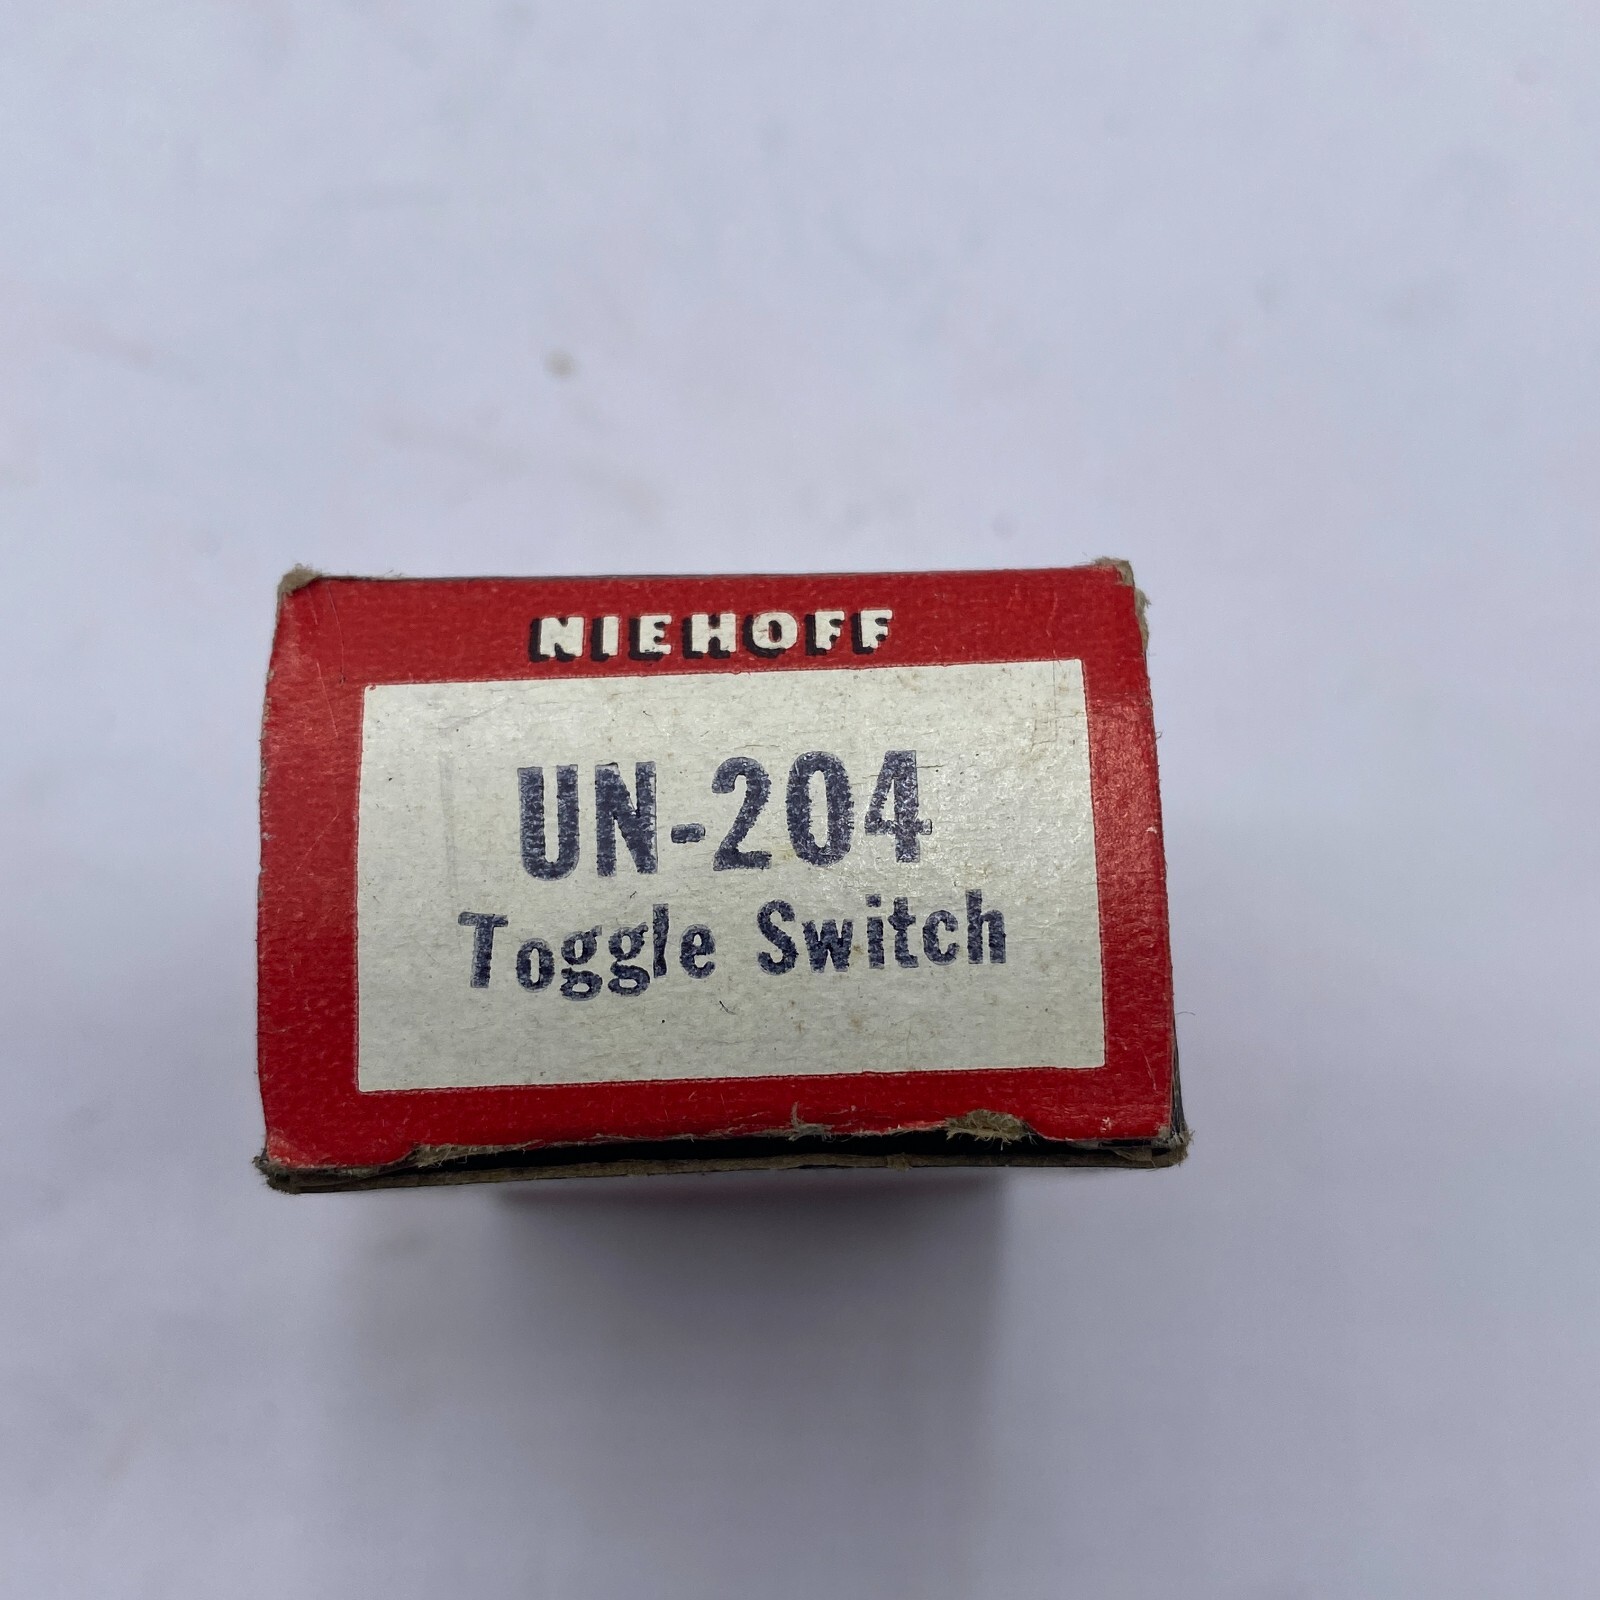 NIEHOFF
UN-204
Toggle Switch